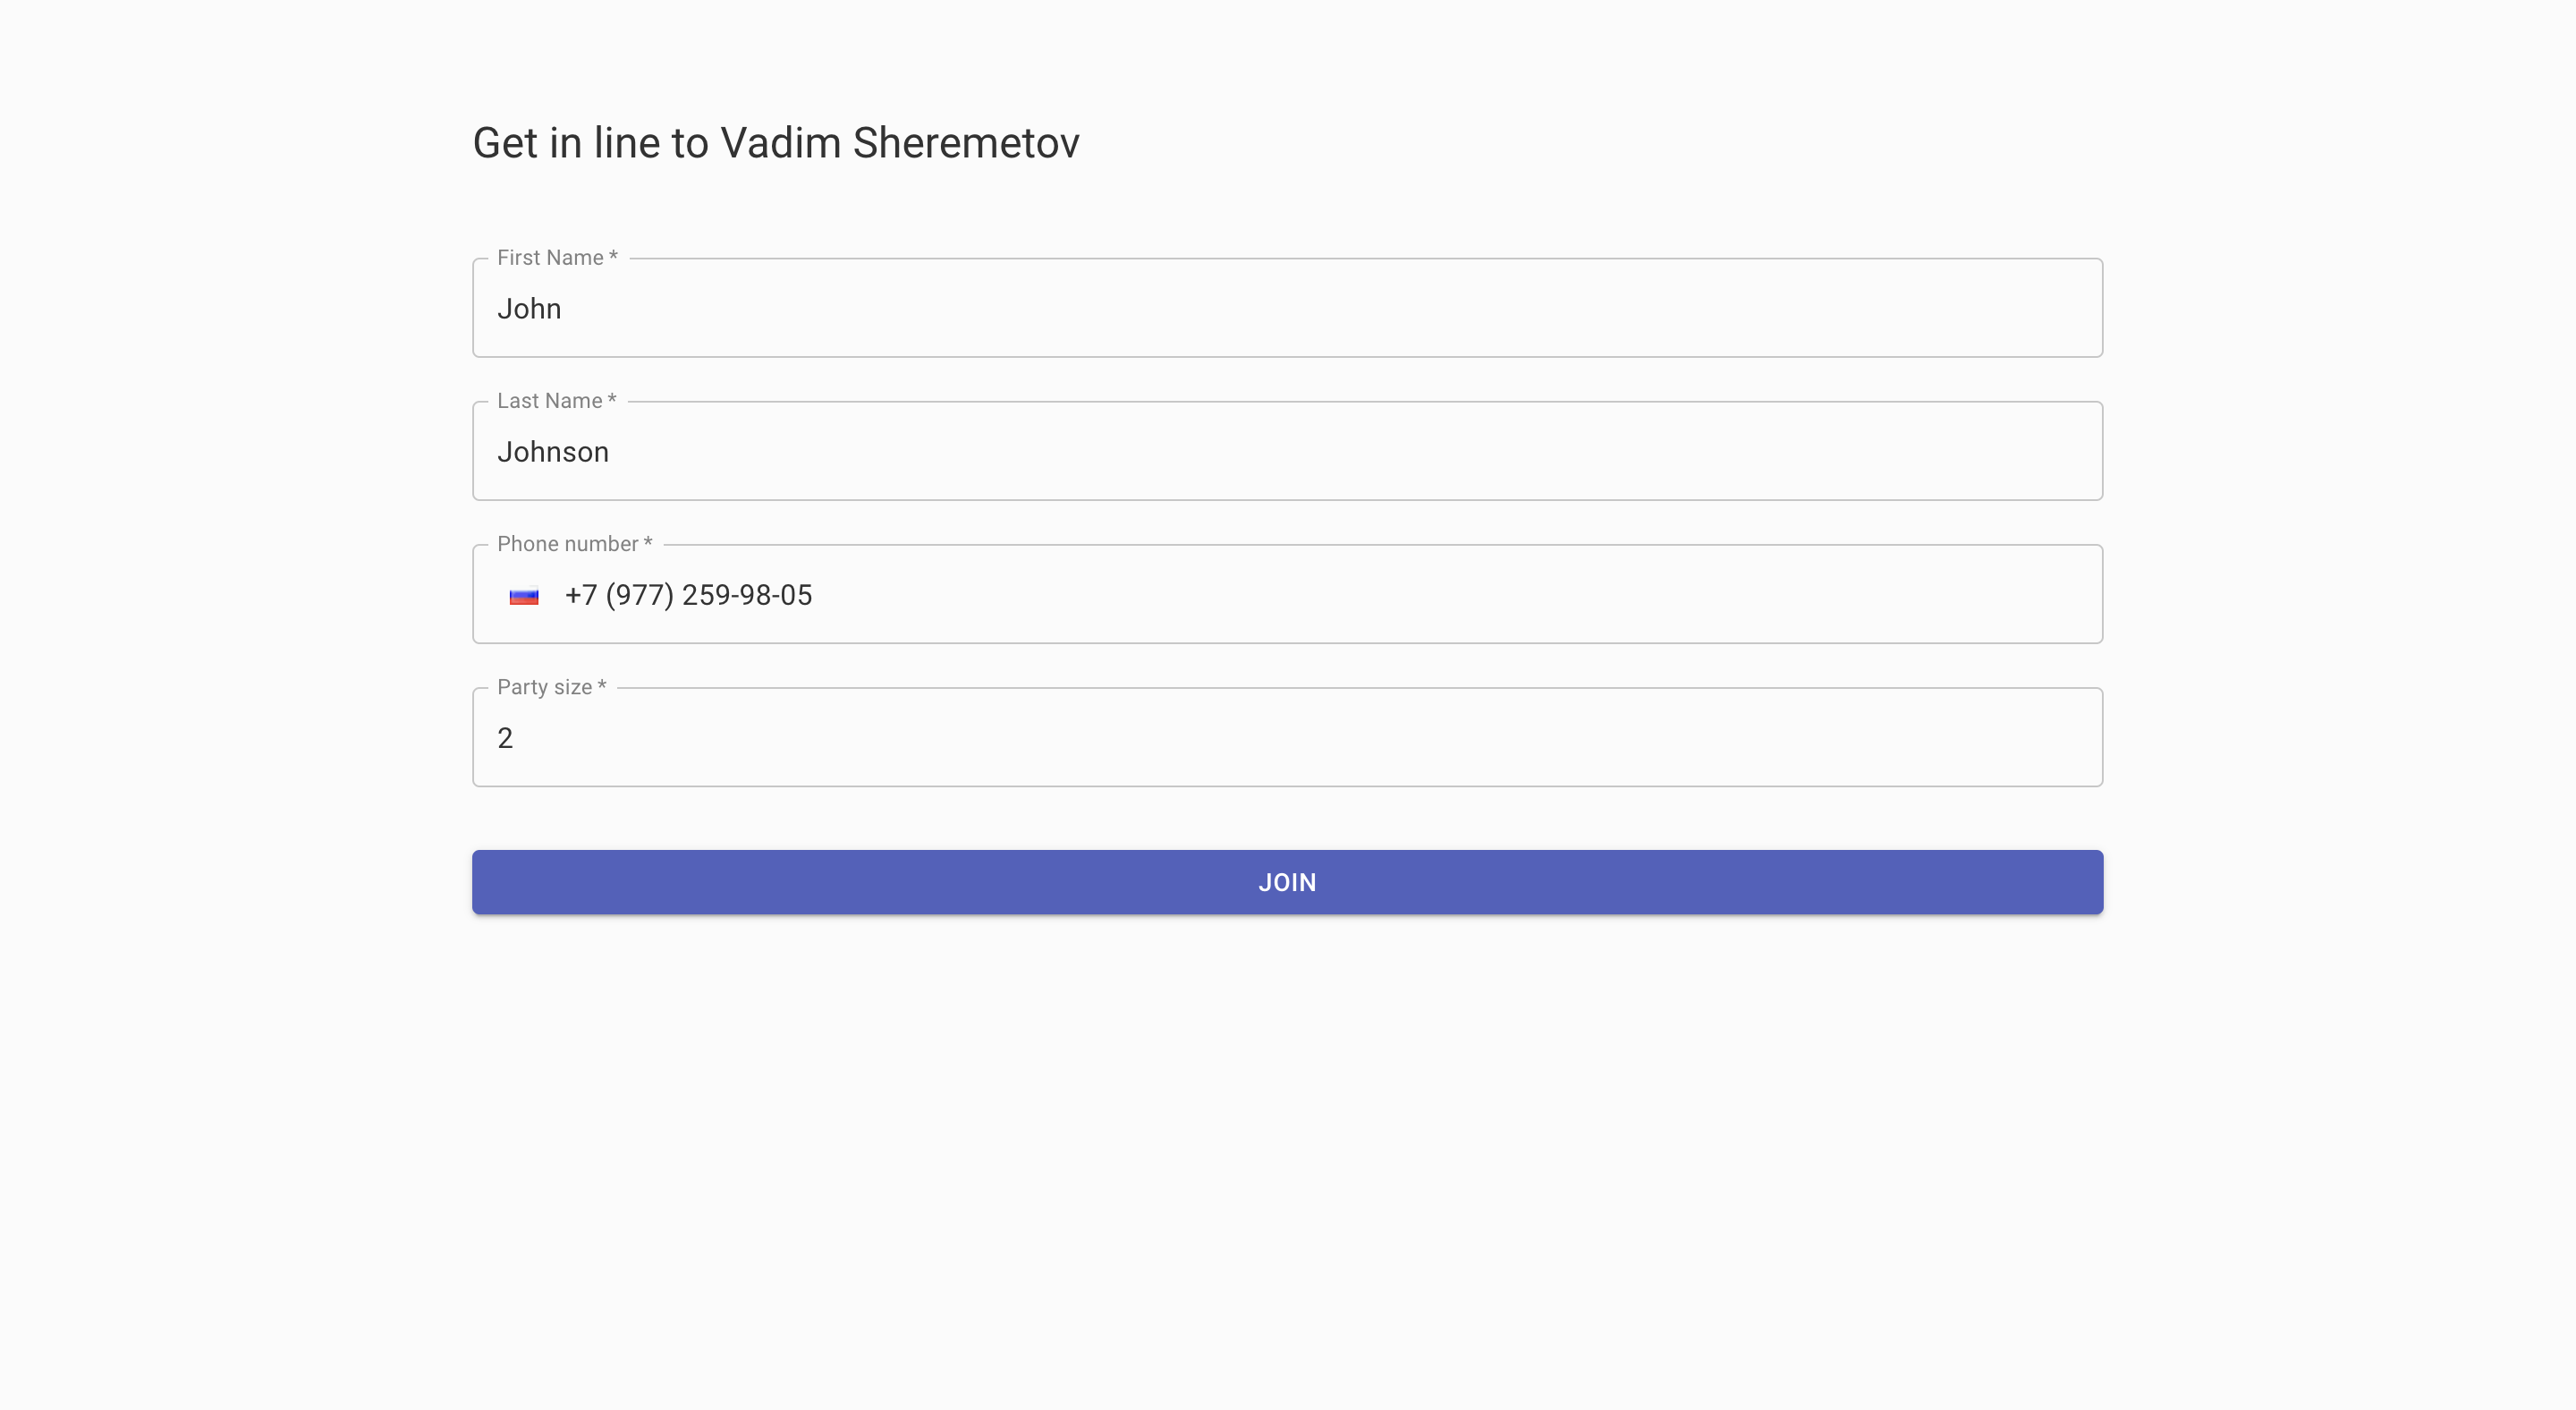 Get in line to Vadim Sheremetov
First Name *
John
Last Name *
Johnson
Phone number *
+7 (977) 259-98-05
Party size *
2
JOIN